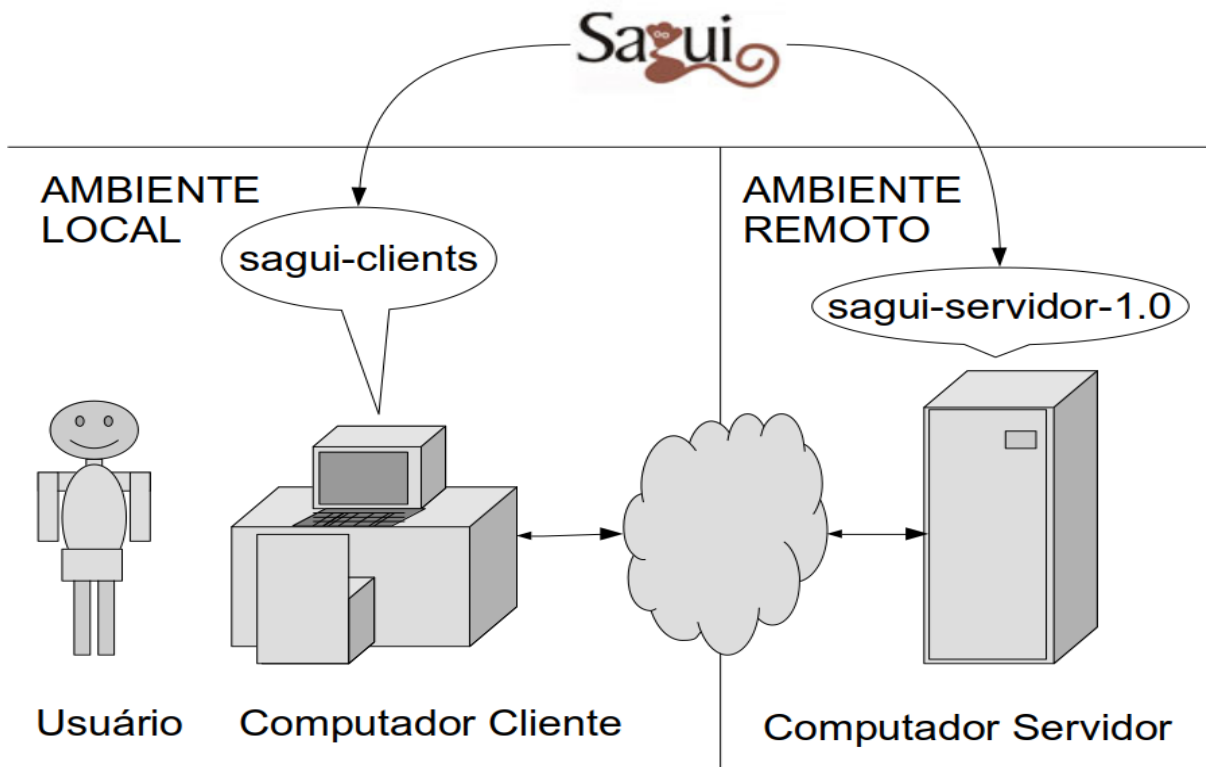 Sagui
AMBIENTE
LOCAL
AMBIENTE
REMOTO
sagui-clients
sagui-servidor-1.0
Usuário
Computador Cliente
Computador Servidor